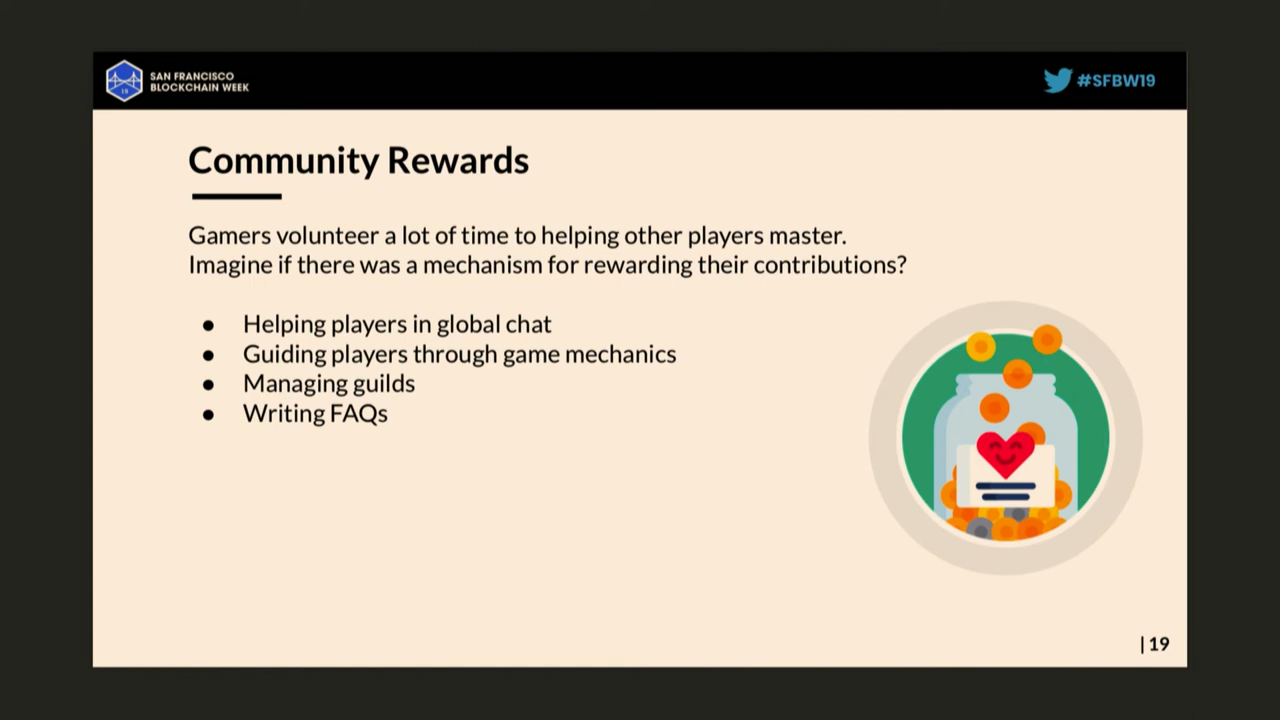 SAN FRANCISCO
BLOCKCHAIN WEEK
19
#SFBW19
Community Rewards
Gamers volunteer a lot of time to helping other players master.
Imagine if there was a mechanism for rewarding their contributions?
● Helping players in global chat
● Guiding players through game mechanics
● Managing guilds
● Writing FAQs
| 19